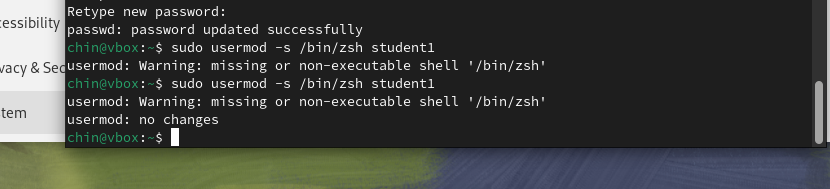 Retype new password:
cessibility
passwd: password updated successfully
chin@vbox:~$ sudo usermod -s /bin/zsh student1
vacy & Sec
usermod: Warning: missing or non-executable shell '/bin/zsh'
chin@vbox:~$ sudo usermod -s /bin/zsh student1
usermod: Warning: missing or non-executable shell '/bin/zsh'
tem
usermod: no changes
chin@vbox:~$